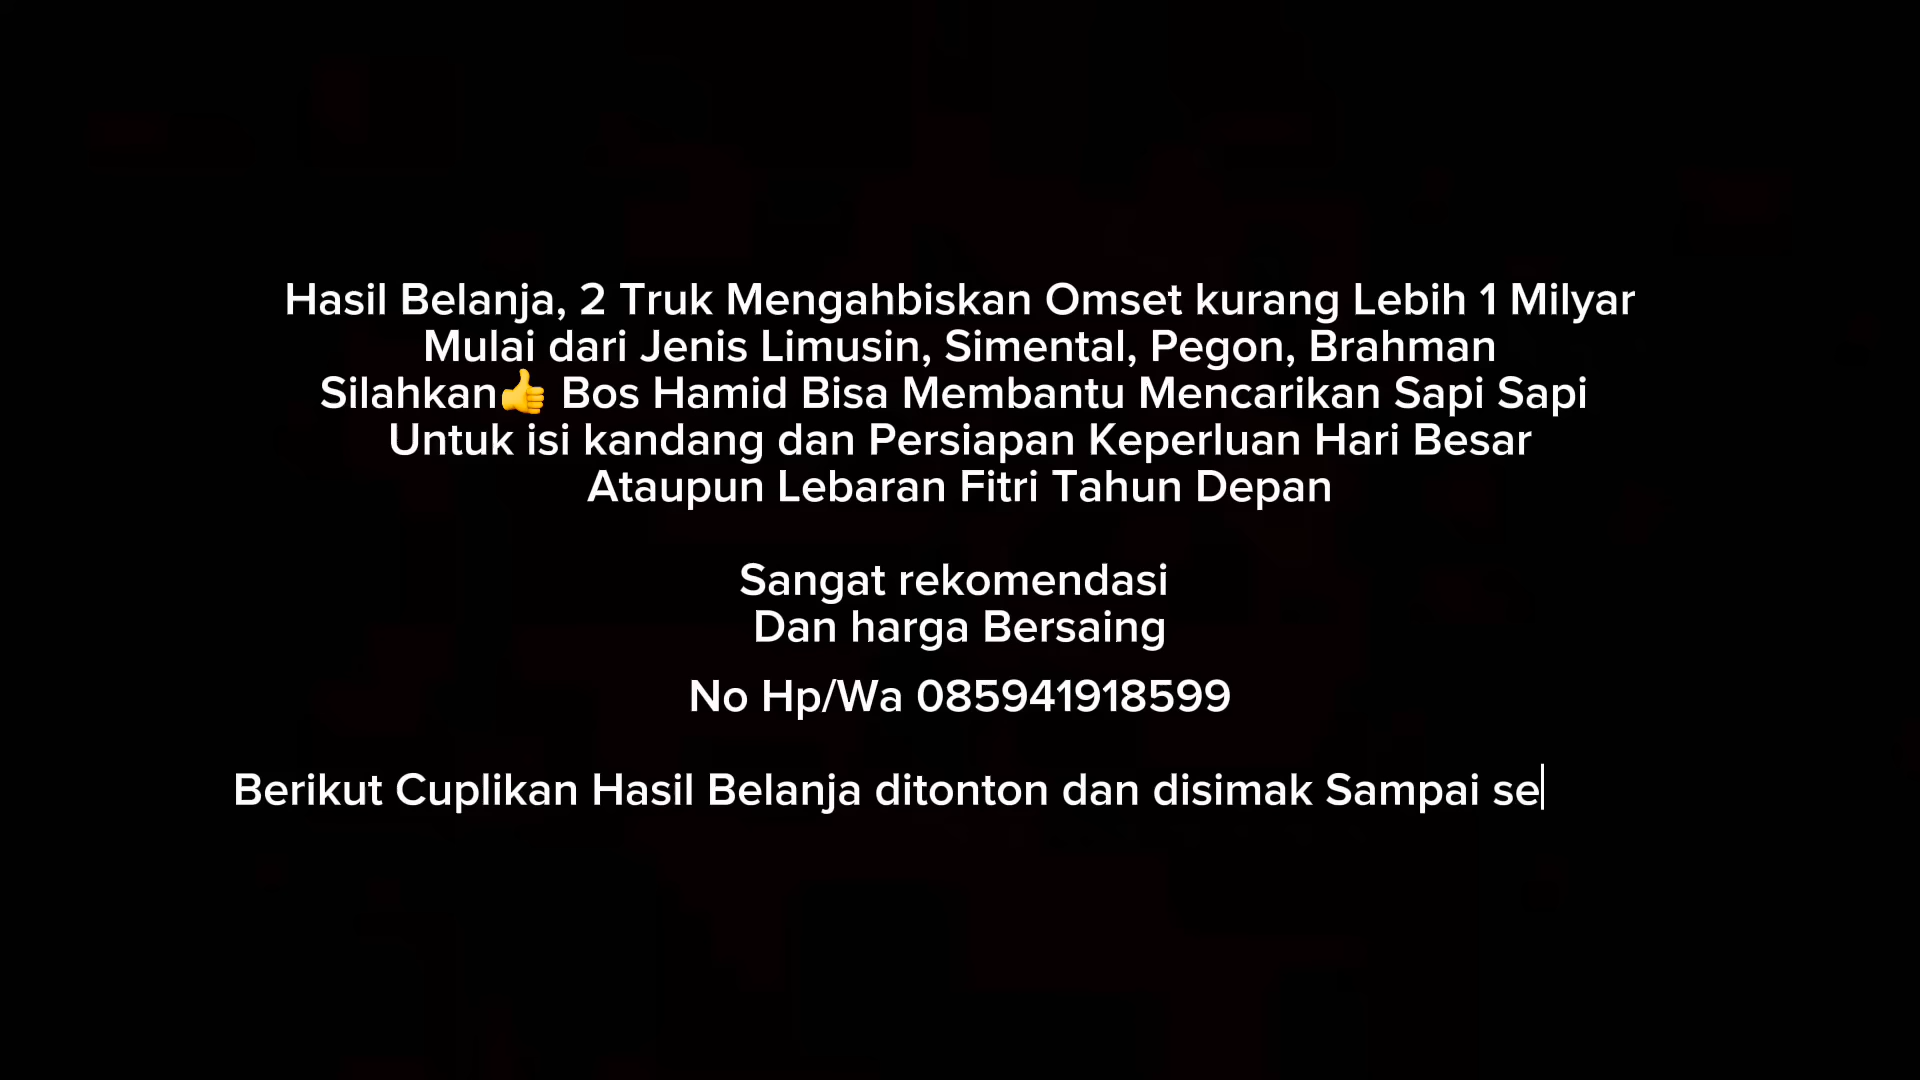 Hasil Belanja, 2 Truk Mengahbiskan Omset kurang Lebih 1 Milyar
Mulai dari Jenis Limusin, Simental, Pegon, Brahman
Silahkan👍 Bos Hamid Bisa Membantu Mencarikan Sapi Sapi
Untuk isi kandang dan Persiapan Keperluan Hari Besar
Ataupun Lebaran Fitri Tahun Depan
Sangat rekomendasi
Dan harga Bersaing
No Hp/Wa 085941918599
Berikut Cuplikan Hasil Belanja ditonton dan disimak Sampai se